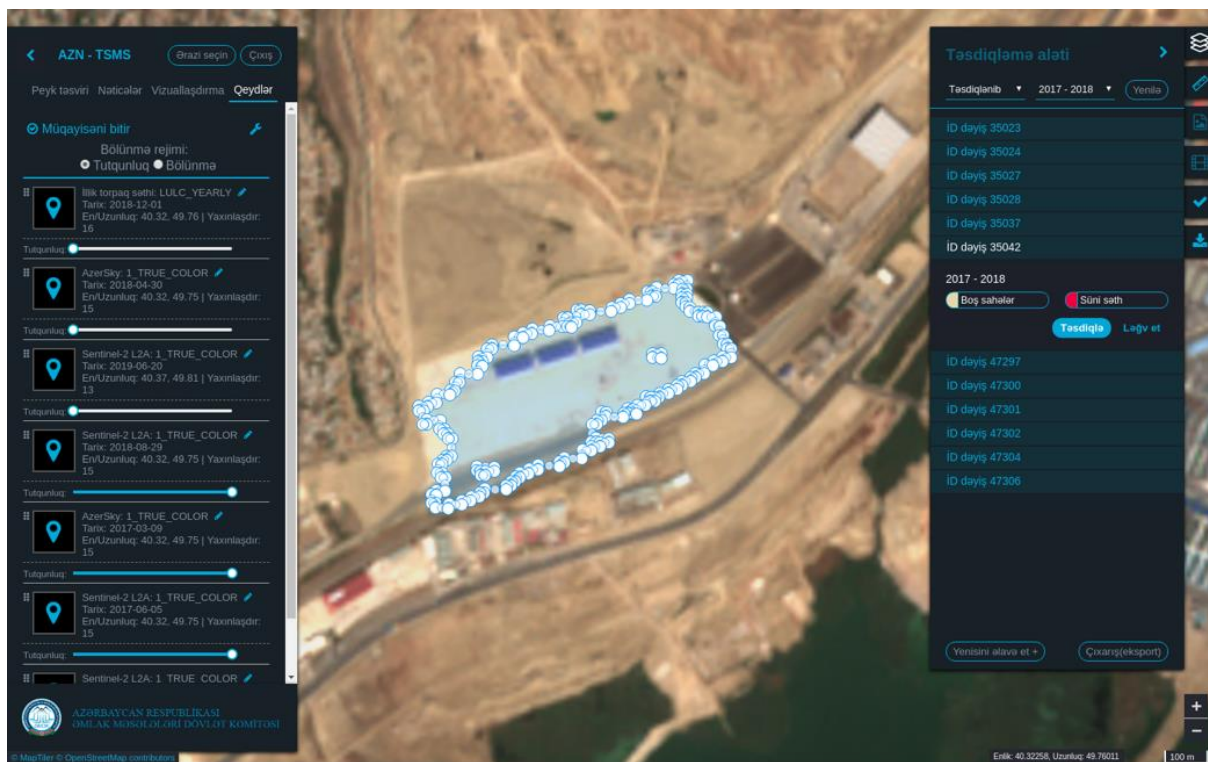 AZN - TSMS
Ərazi seçin
Çıxış
Peyk təsviri Nəticələr Vizuallaşdırma Qeydlər
Müqayisəni bitir
Bölünmə rejimi:
Tutqunluq Bölünmə
İllik torpaq səthi: LULC_YEARLY
Tarix: 2018-12-01
En/Uzunluq: 40.32, 49.76 | Yaxınlaşdır:
16
Tutqunluq:
AzerSky: 1_TRUE_COLOR
Tarix: 2018-04-30
En/Uzunluq: 40.32, 49.75 | Yaxınlaşdır:
15
Tutqunluq:
Sentinel-2 L2A: 1_TRUE_COLOR
Tarix: 2019-06-20
En/Uzunluq: 40.37, 49.81 | Yaxınlaşdır:
13
Tutqunluq:
Sentinel-2 L2A: 1_TRUE_COLOR
Tarix: 2018-08-29
En/Uzunluq: 40.32, 49.75 | Yaxınlaşdır:
15
Tutqunluq:
AzerSky: 1_TRUE_COLOR
Tarix: 2017-03-09
En/Uzunluq: 40.32, 49.75 | Yaxınlaşdır:
15
Tutqunluq:
Sentinel-2 L2A: 1_TRUE_COLOR
Tarix: 2017-06-05
En/Uzunluq: 40.32, 49.75 | Yaxınlaşdır:
15
Tutqunluq:
Sentinel-2 L2A: 1_TRUE_COLOR
AZƏRBAYCAN RESPUBLİKASI
ƏMLAK MƏSƏLƏLƏRİ DÖVLƏT KOMİTƏSİ
© MapTiler © OpenStreetMap contributors
Təsdiqləmə aləti
Təsdiqlənib 2017 - 2018 Yenilə
İD dəyiş 35023
İD dəyiş 35024
İD dəyiş 35027
İD dəyiş 35028
İD dəyiş 35037
İD dəyiş 35042
2017 - 2018
Boş sahələr Süni səth
Təsdiqlə Ləğv et
İD dəyiş 47297
İD dəyiş 47300
İD dəyiş 47301
İD dəyiş 47302
İD dəyiş 47304
İD dəyiş 47306
Yenisini əlavə et + Çıxarış(eksport)
+
−
Enlik: 40.32258, Uzunluq: 49.76011
100 m